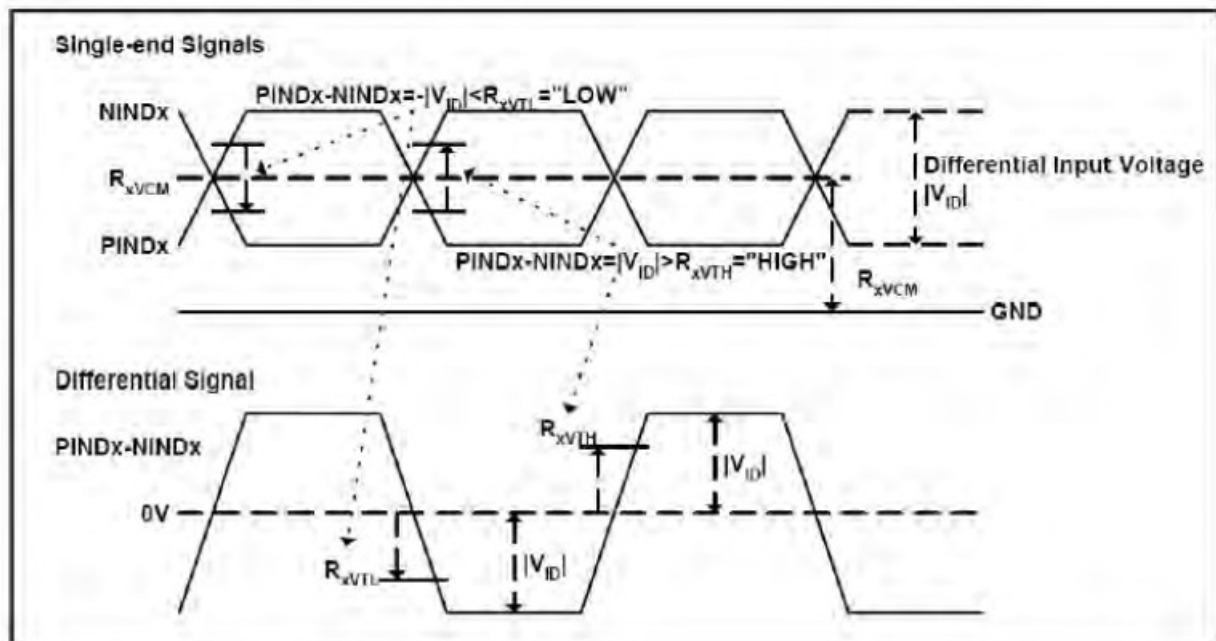 Single-end Signals
PINDx-NINDx=-|VID|<RxVTL="LOW"
NINDx
RxVCM
Differential Input Voltage
|VID|
PINDx
PINDx-NINDx=|VID|>RxVTH="HIGH"
RxVCM
GND
Differential Signal
RxVTH
PINDx-NINDx
|VID|
0V
RxVTL
|VID|